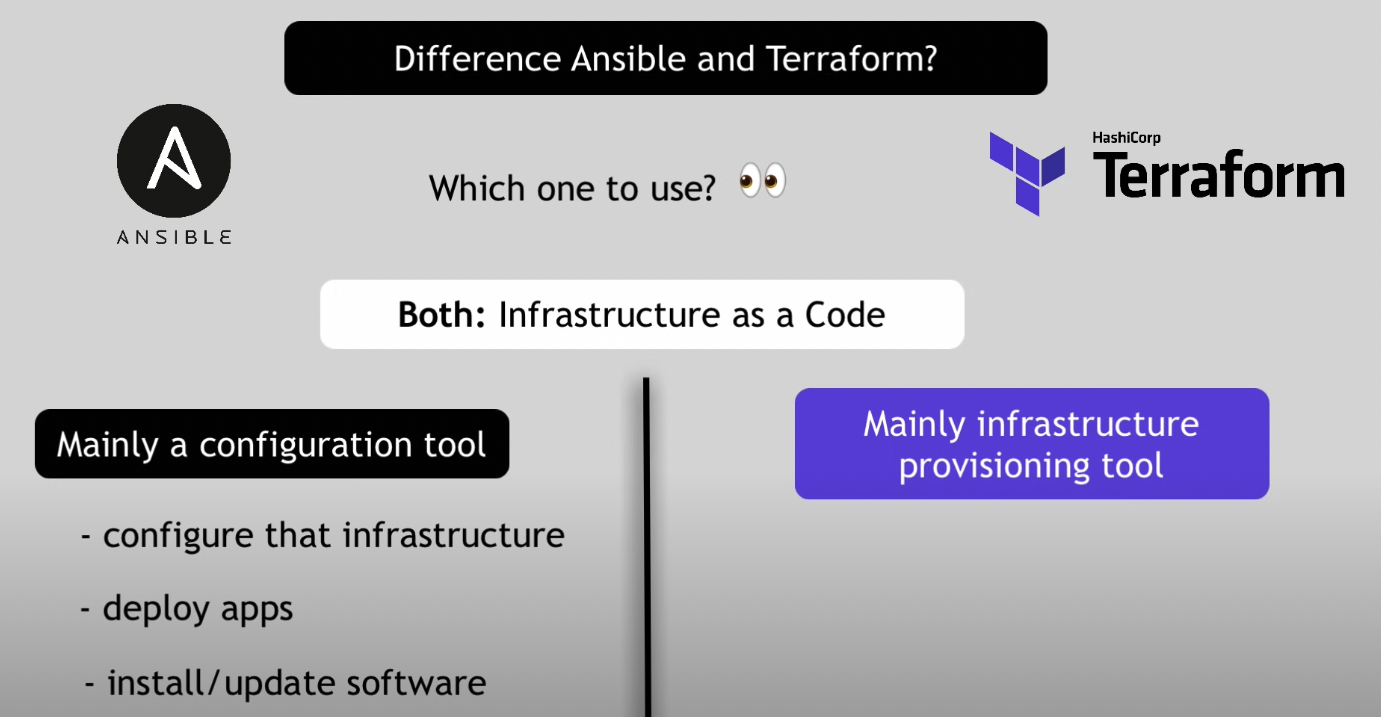 Difference Ansible and Terraform?
ANSIBLE
Which one to use? 👀
HashiCorp
Terraform
Both: Infrastructure as a Code
Mainly a configuration tool
- configure that infrastructure
- deploy apps
- install/update software
Mainly infrastructure
provisioning tool